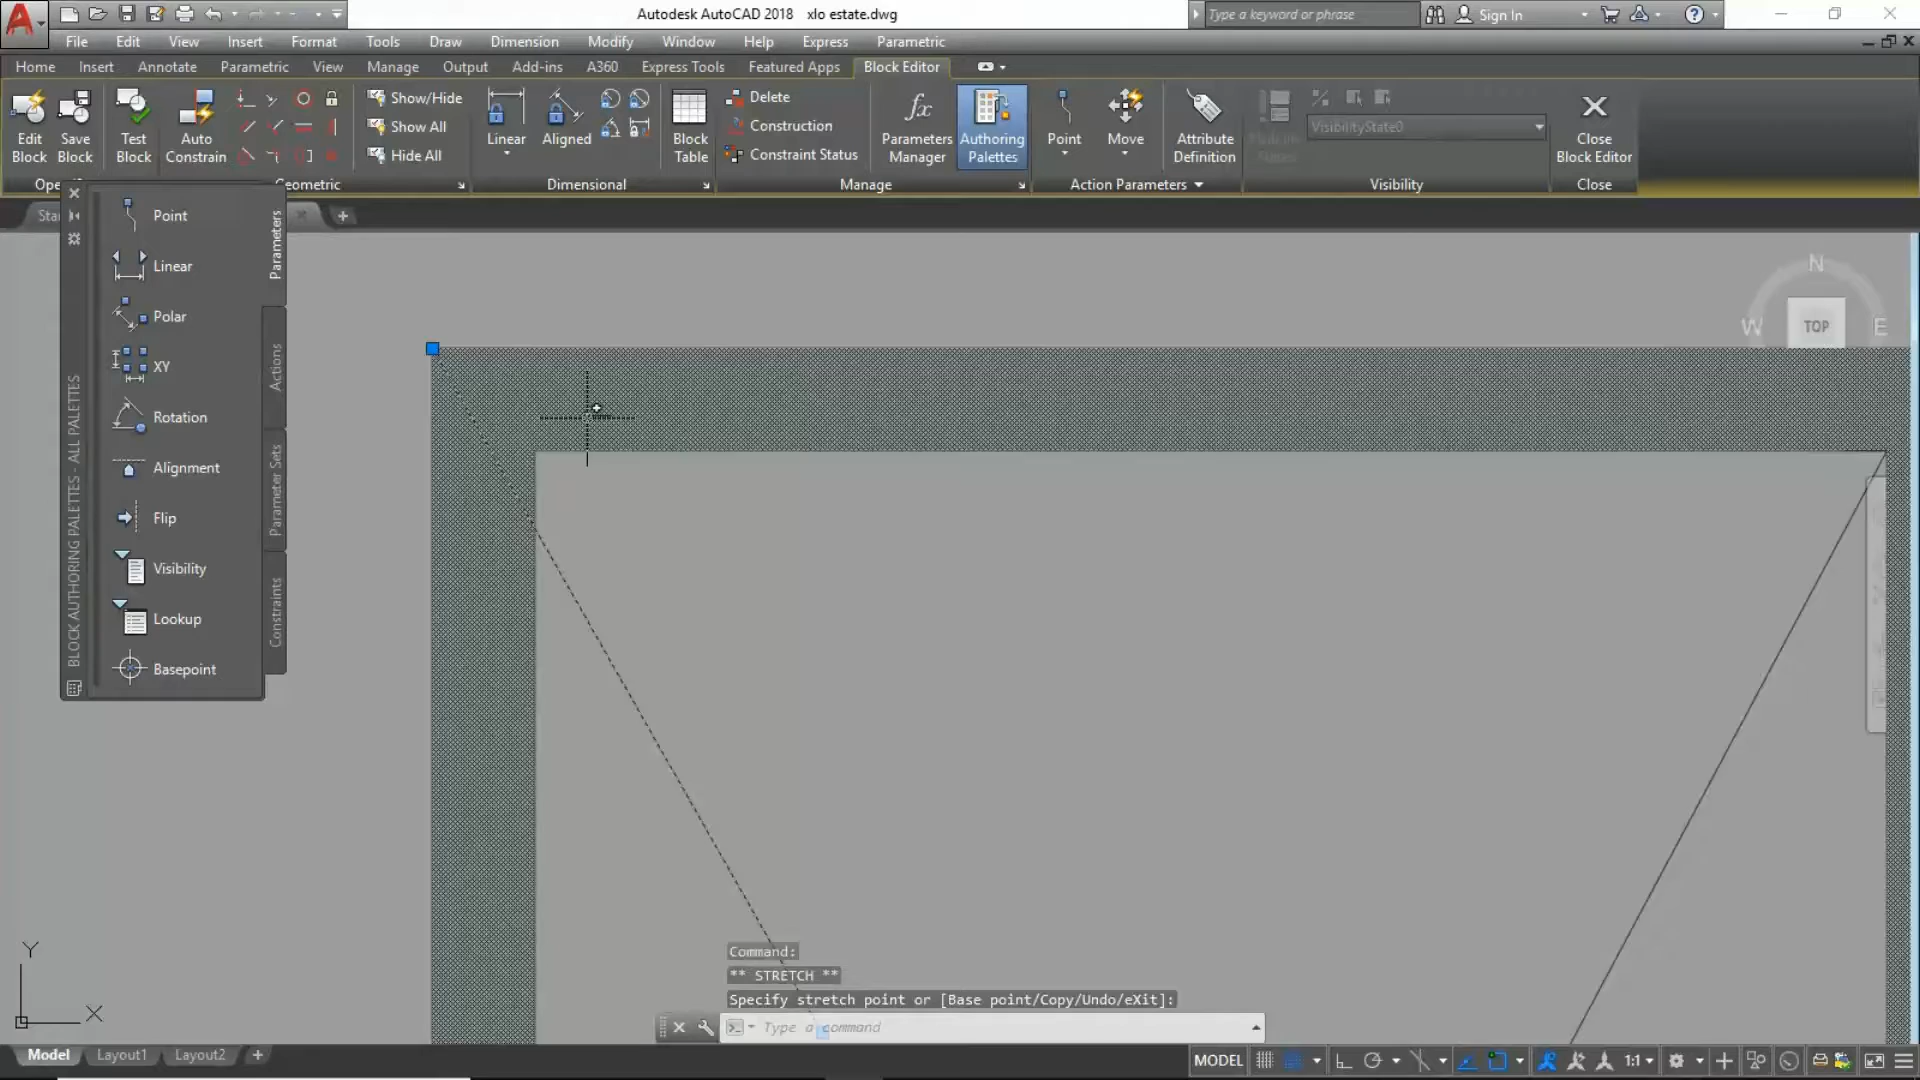 Autodesk AutoCAD 2018 xlo estate.dwg
Type a keyword or phrase
Sign In
File Edit View Insert Format Tools Draw Dimension Modify Window Help Express Parametric
Home Insert Annotate Parametric View Manage Output Add-ins A360 Express Tools Featured Apps Block Editor
Edit Block
Save Block
Test Block
Auto Constrain
Show/Hide
Show All
Hide All
Linear
Aligned
Block Table
Delete
Construction
Constraint Status
Parameters Manager
Authoring Palettes
Point
Move
Attribute Definition
VisibilityState0
Close Block Editor
Geometric
Dimensional
Manage
Action Parameters
Visibility
Close
Point
Linear
Polar
XY
Rotation
Alignment
Flip
Visibility
Lookup
Basepoint
Parameters
Actions
Parameter Sets
Constraints
BLOCK AUTHORING PALETTES - ALL PALETTES
N
W TOP E
Y
X
Command:
** STRETCH **
Specify stretch point or [Base point/Copy/Undo/eXit]:
Type a command
Model Layout1 Layout2
MODEL
1:1